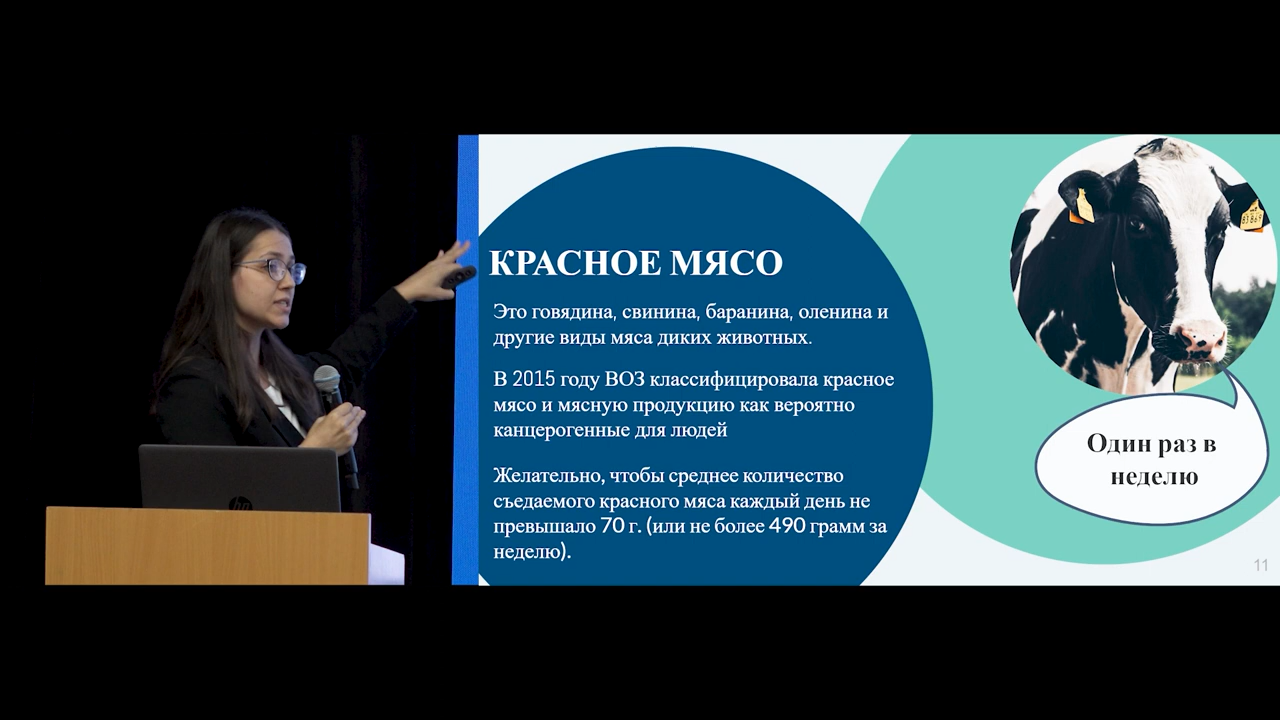 КРАСНОЕ МЯСО
Это говядина, свинина, баранина, оленина и
другие виды мяса диких животных.
В 2015 году ВОЗ классифицировала красное
мясо и мясную продукцию как вероятно
канцерогенные для людей
Желательно, чтобы среднее количество
съедаемого красного мяса каждый день не
превышало 70 г. (или не более 490 грамм за
неделю).
Один раз в
неделю
11
hp